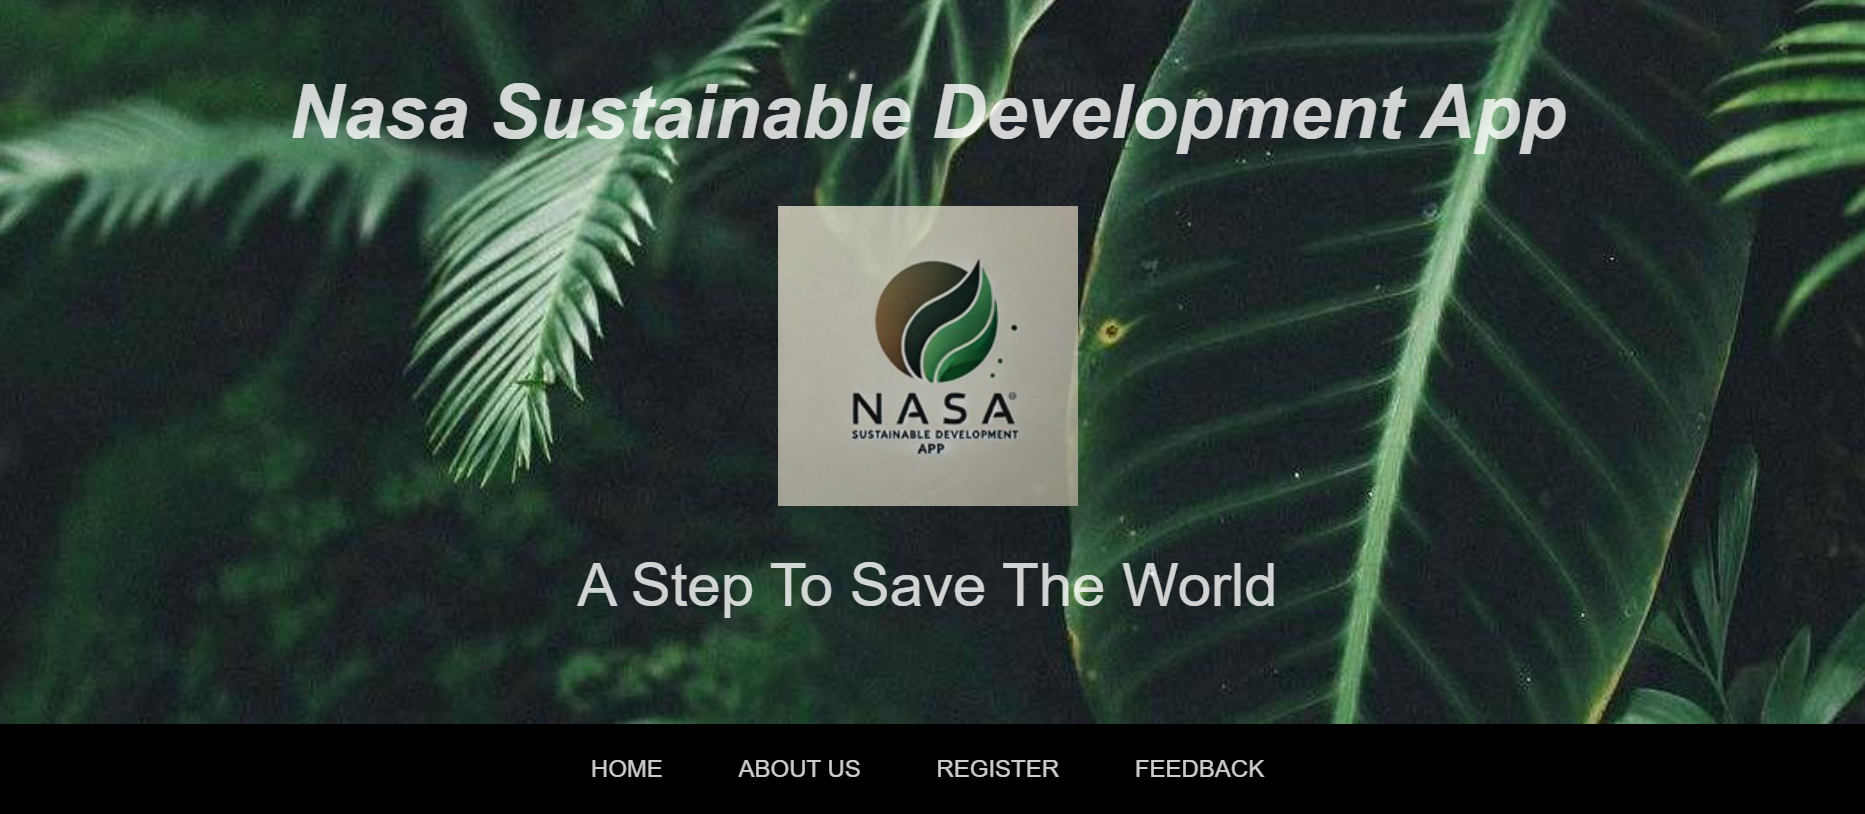 Nasa Sustainable Development App
NASA®
SUSTAINABLE DEVELOPMENT
APP
A Step To Save The World
HOME ABOUT US REGISTER FEEDBACK